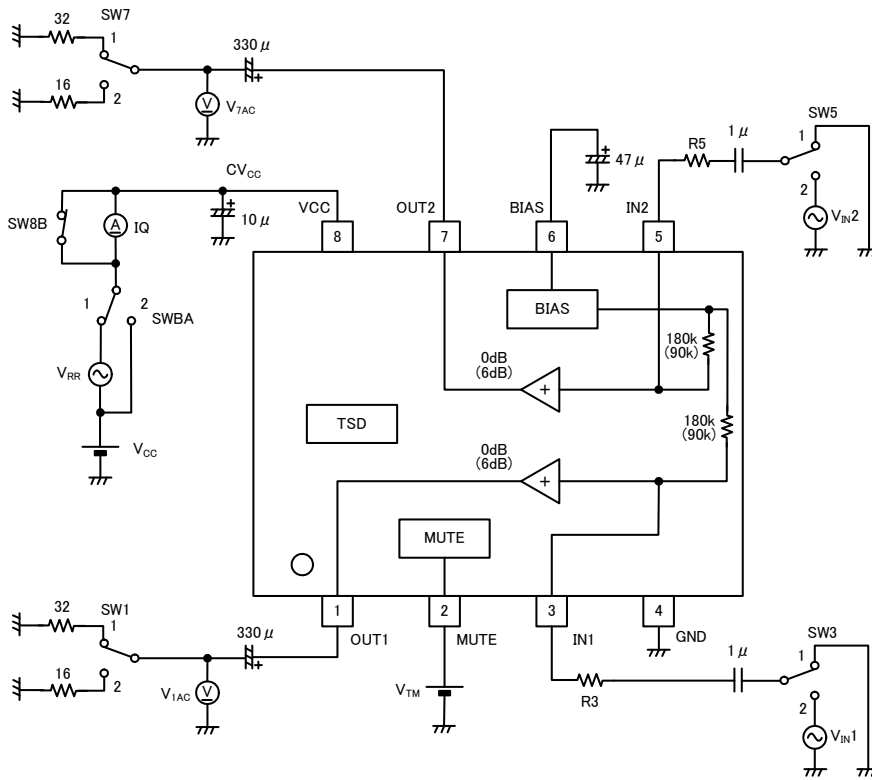 SW7
32
1
16
2
330μ
+
V
V7AC
CVCC
SW8B
A
IQ
+
10μ
1
2
SWBA
VRR
VCC
VCC
8
OUT2
7
BIAS
6
IN2
5
+
47μ
R5
1μ
SW5
1
2
VIN2
BIAS
180k
(90k)
180k
(90k)
0dB
(6dB)
+
TSD
0dB
(6dB)
+
MUTE
1
OUT1
2
MUTE
3
IN1
4
GND
SW1
32
1
16
2
330μ
+
V
V1AC
VTM
R3
1μ
SW3
1
2
VIN1